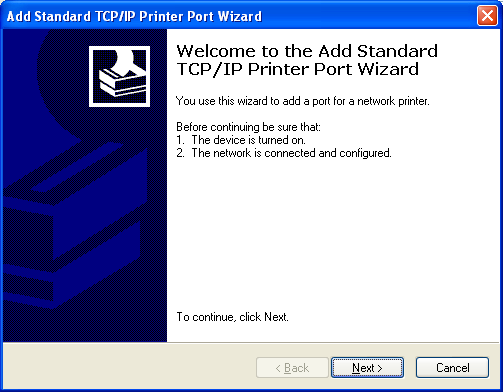 Add Standard TCP/IP Printer Port Wizard
Welcome to the Add Standard
TCP/IP Printer Port Wizard
You use this wizard to add a port for a network printer.
Before continuing be sure that:
1. The device is turned on.
2. The network is connected and configured.
To continue, click Next.
< Back
Next >
Cancel